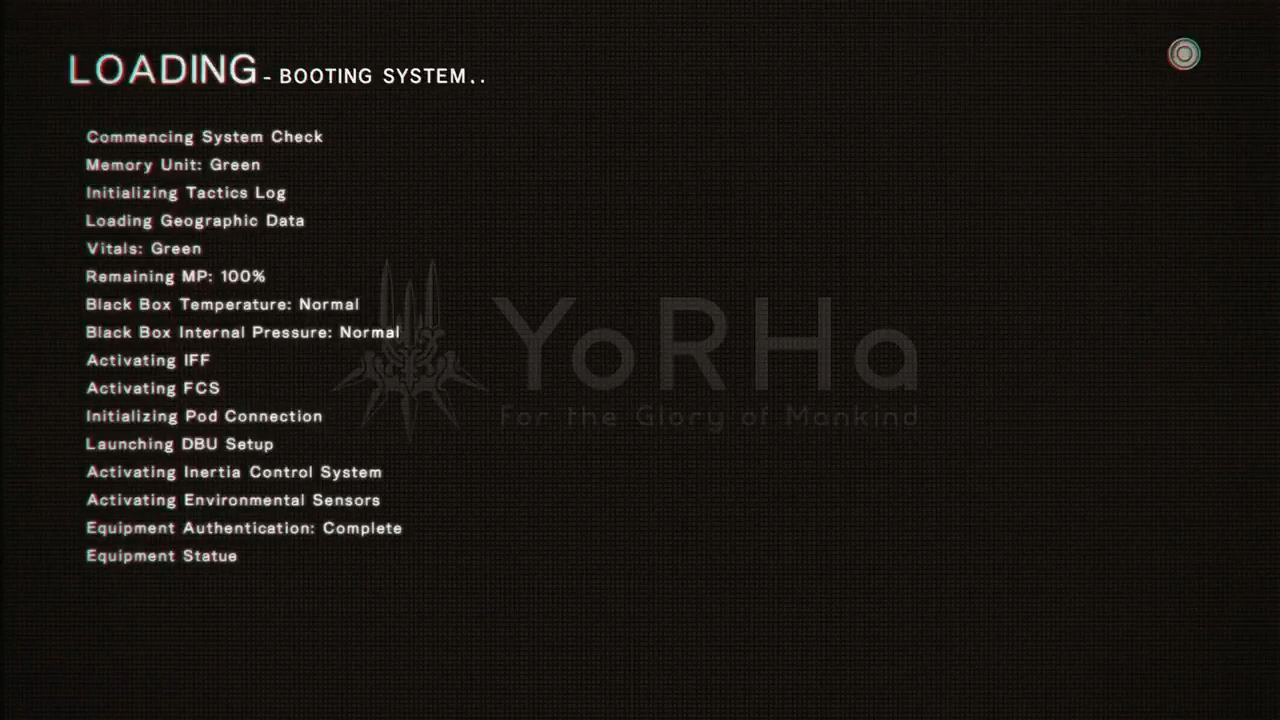 LOADING - BOOTING SYSTEM..
Commencing System Check
Memory Unit: Green
Initializing Tactics Log
Loading Geographic Data
Vitals: Green
Remaining MP: 100%
Black Box Temperature: Normal
Black Box Internal Pressure: Normal
Activating IFF
Activating FCS
Initializing Pod Connection
Launching DBU Setup
Activating Inertia Control System
Activating Environmental Sensors
Equipment Authentication: Complete
Equipment Statue
YoRHa
For the Glory of Mankind